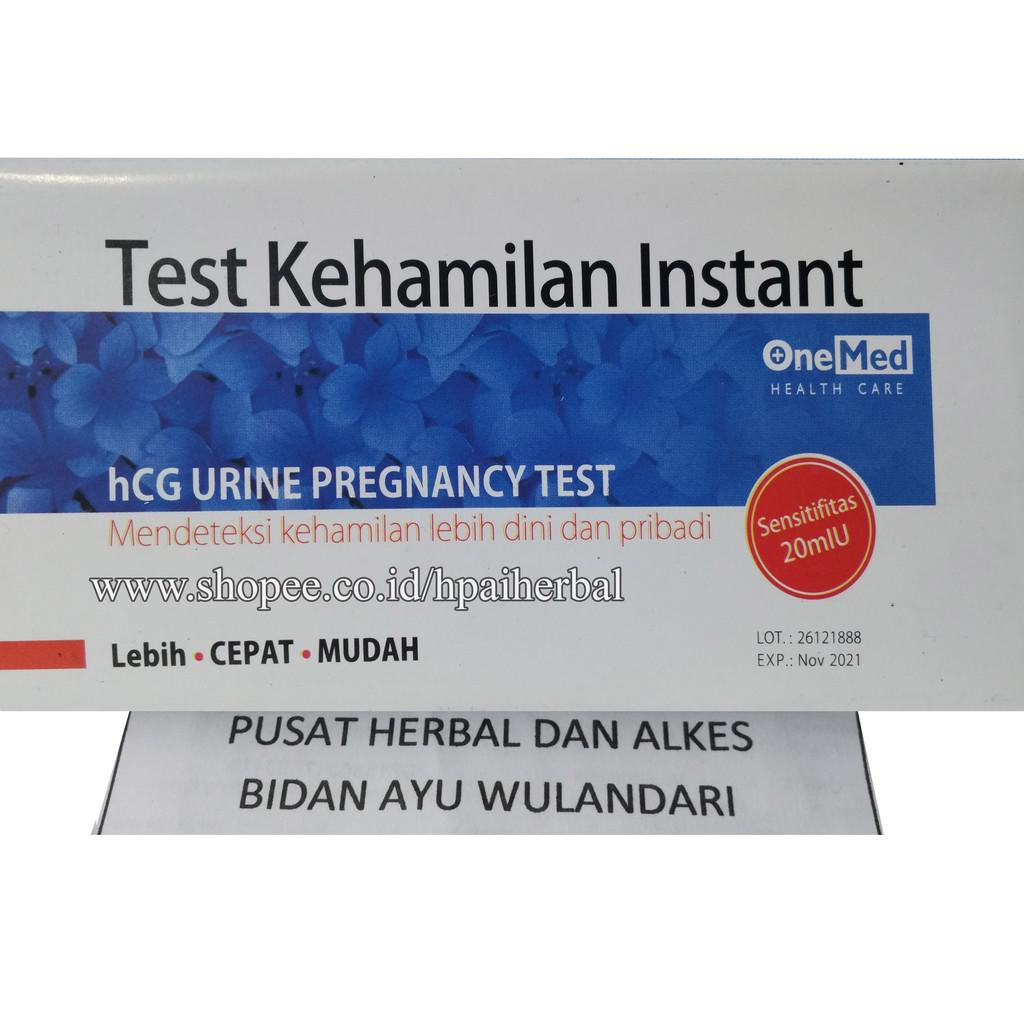 Test Kehamilan Instant
OneMed
HEALTH CARE
hCG URINE PREGNANCY TEST
Mendeteksi kehamilan lebih dini dan pribadi
Sensitifitas
20mIU
www.shopee.co.id/hpaiherbal
Lebih • CEPAT • MUDAH
LOT. : 26121888
EXP.: Nov 2021
PUSAT HERBAL DAN ALKES
BIDAN AYU WULANDARI